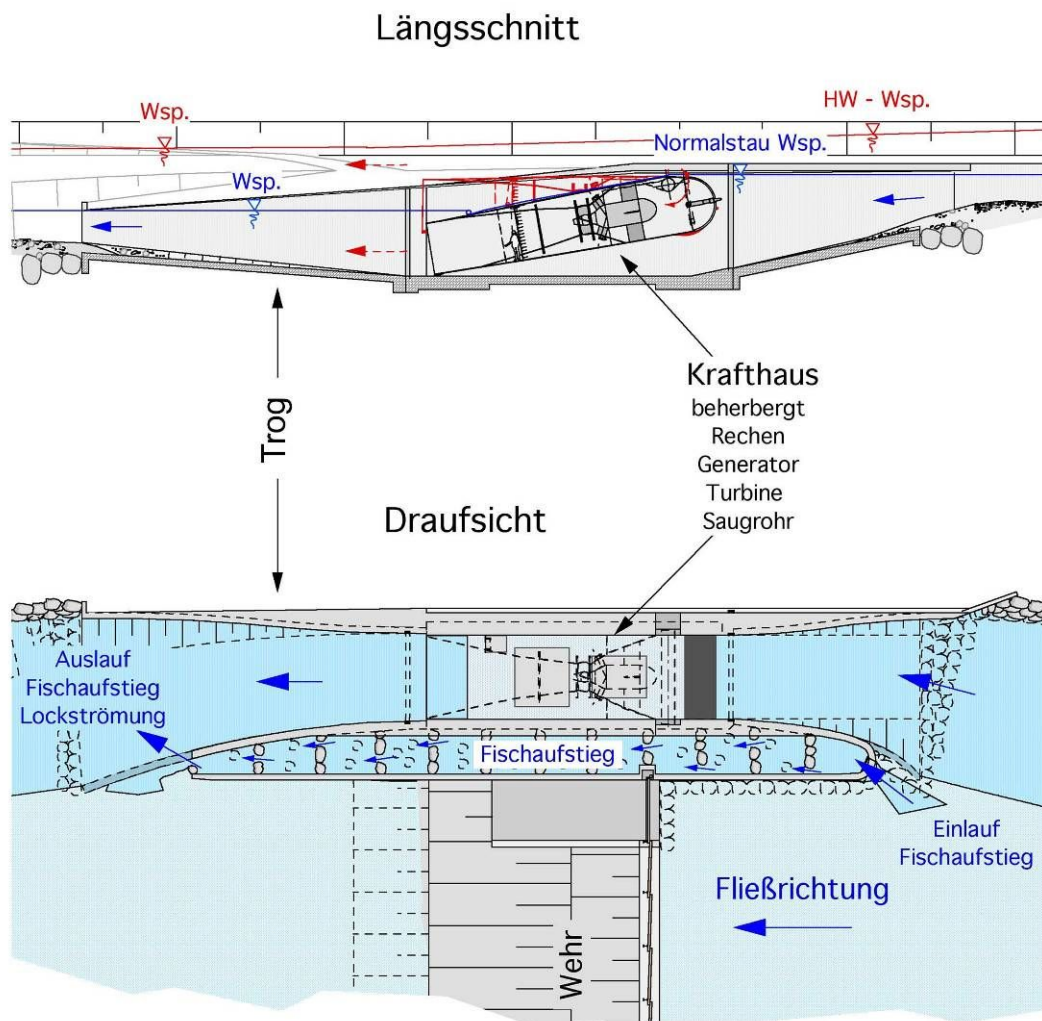 Längsschnitt
Wsp.
HW - Wsp.
Normalstau Wsp.
Wsp.
Trog
Krafthaus
beherbergt
Rechen
Generator
Turbine
Saugrohr
Draufsicht
Auslauf
Fischaufstieg
Lockströmung
Fischaufstieg
Einlauf
Fischaufstieg
Fließrichtung
Wehr